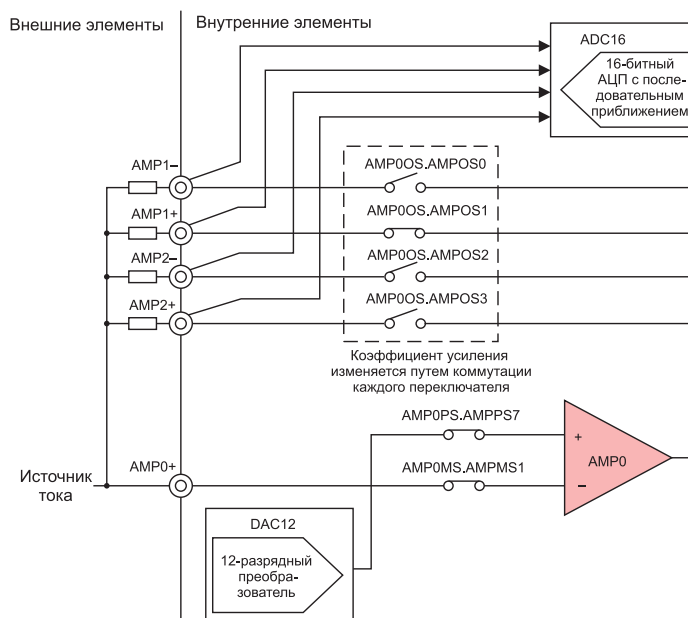 Внешние элементы
Внутренние элементы
ADC16
16-битный
АЦП с после-
довательным
приближением
AMP1–
AMP0OS.AMPOS0
AMP1+
AMP0OS.AMPOS1
AMP2–
AMP0OS.AMPOS2
AMP2+
AMP0OS.AMPOS3
Коэффициент усиления
изменяется путем коммутации
каждого переключателя
AMP0PS.AMPPS7
+
AMP0
AMP0+
AMP0MS.AMPMS1
–
Источник
тока
DAC12
12-разрядный
преобра-
зователь